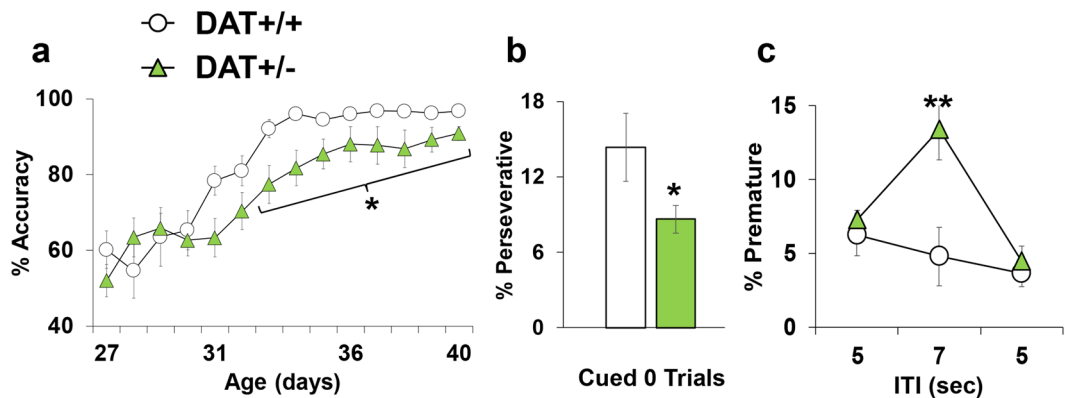 DAT+/+
DAT+/-
a
b
c
100
80
60
40
% Accuracy
*
27 31 36 40
Age (days)
18
12
6
0
% Perseverative
*
Cued 0 Trials
15
10
5
0
% Premature
**
5 7 5
ITI (sec)